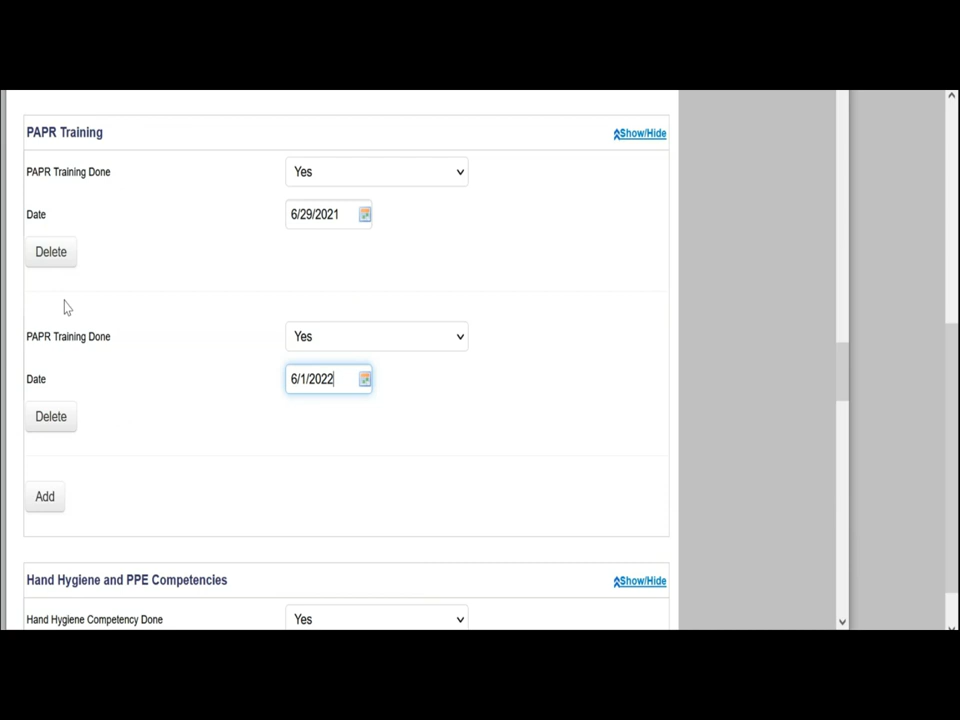 PAPR Training Show/Hide
PAPR Training Done Yes
Date 6/29/2021
Delete
PAPR Training Done Yes
Date 6/1/2022
Delete
Add
Hand Hygiene and PPE Competencies Show/Hide
Hand Hygiene Competency Done Yes